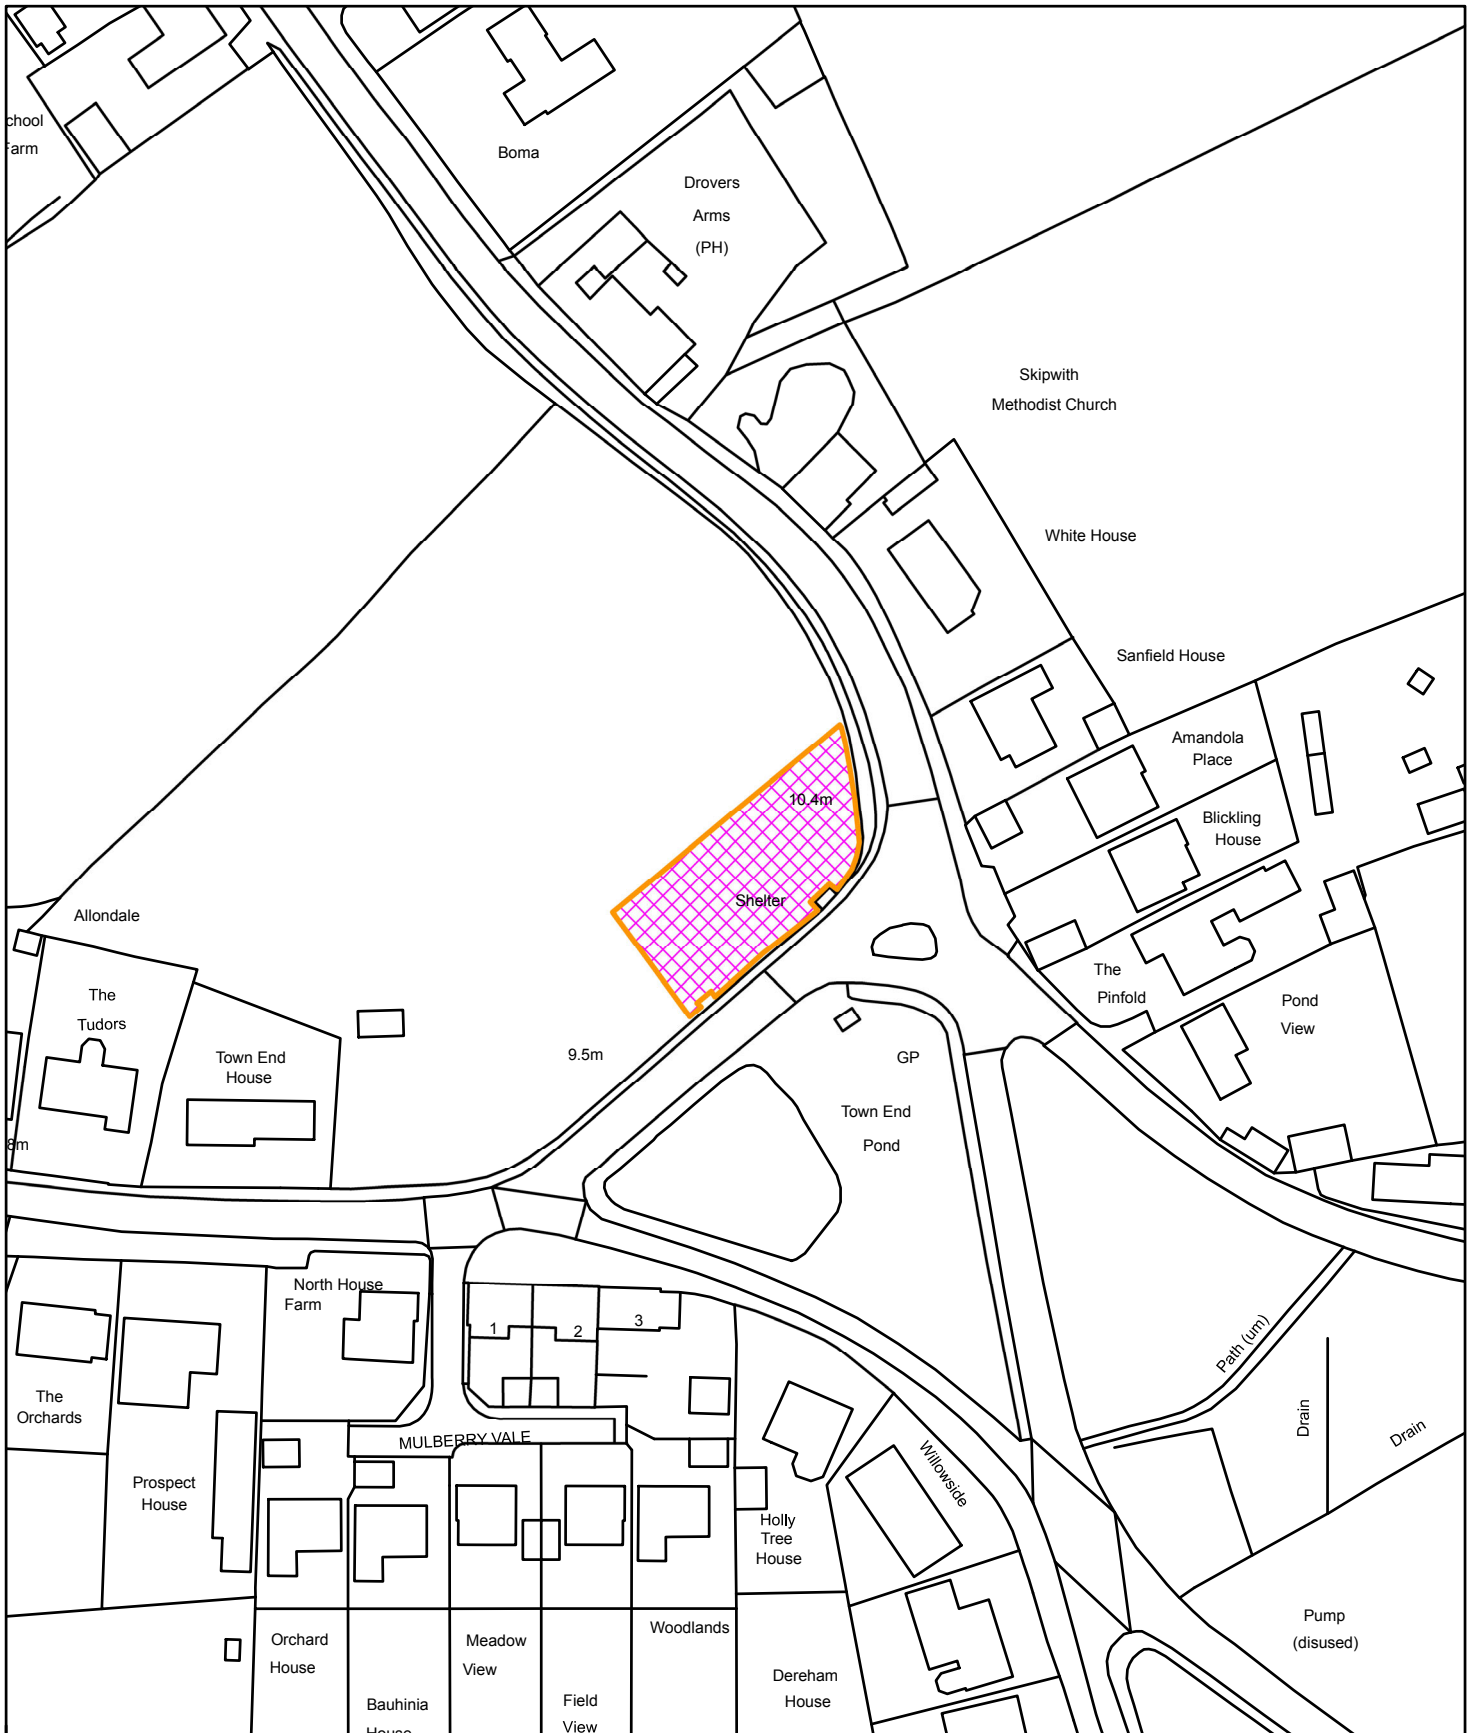 chool
Farm
Boma
Drovers
Arms
(PH)
Skipwith
Methodist Church
White House
Sanfield House
Amandola
Place
10.4m
Blickling
House
Shelter
Allondale
The
Pinfold
The
Tudors
Pond
View
Town End
House
9.5m
GP
Town End
Pond
8m
North House
Farm
1
2
3
Path (um)
The
Orchards
Drain
Drain
MULBERRY VALE
Willowside
Prospect
House
Holly
Tree
House
Pump
(disused)
Orchard
House
Meadow
View
Woodlands
Dereham
House
Bauhinia
House
Field
View